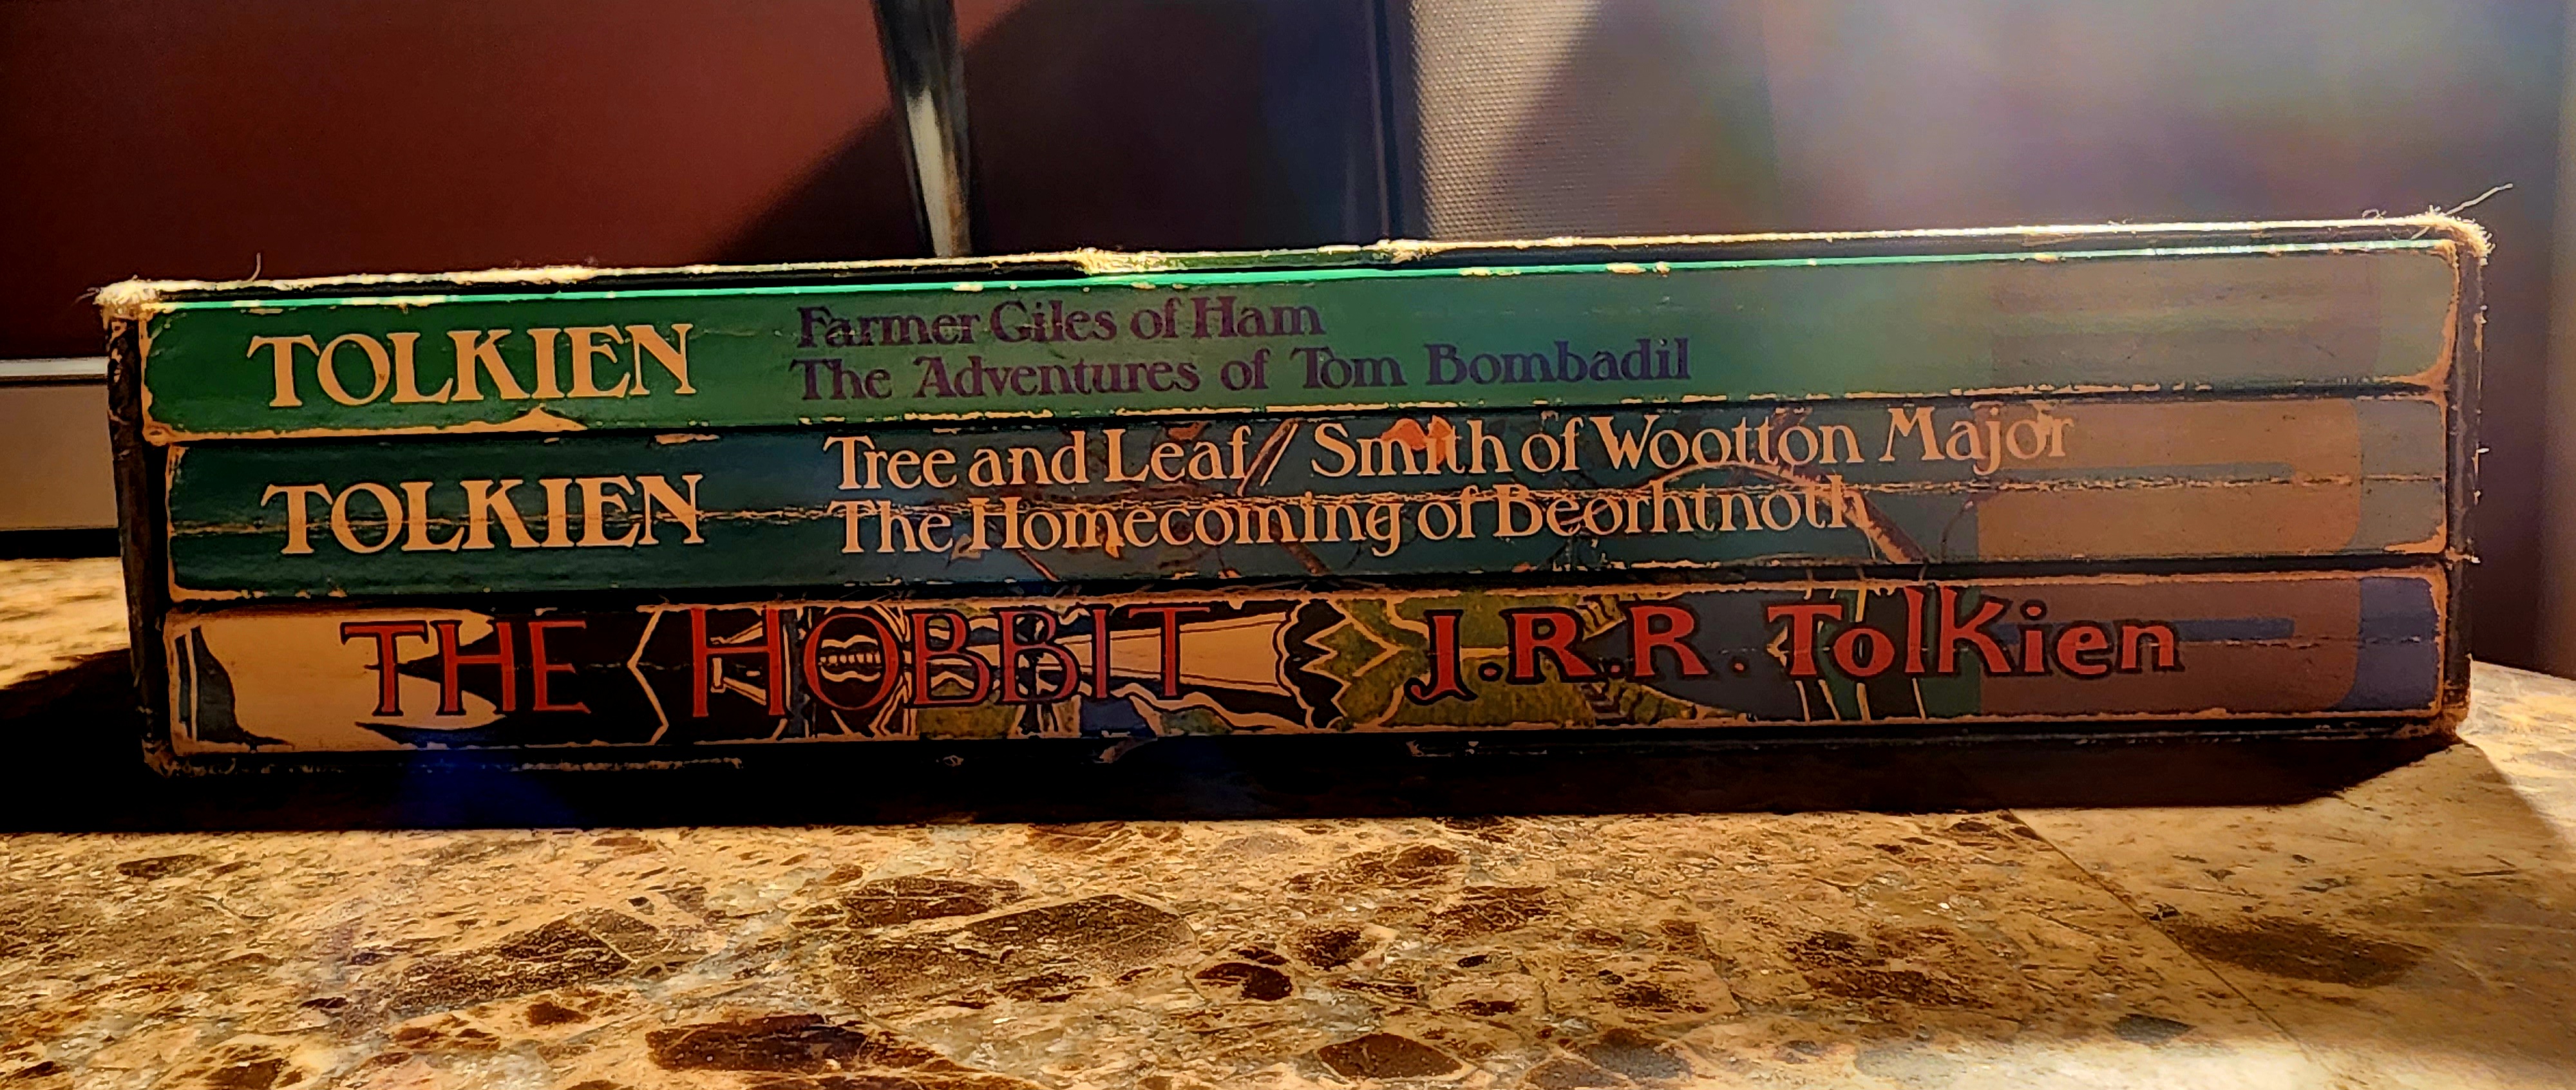 TOLKIEN
Farmer Giles of Ham
The Adventures of Tom Bombadil
TOLKIEN
Tree and Leaf/ Smith of Wootton Major
The Homecoming of Beorhtnoth
THE HOBBIT J.R.R. Tolkien